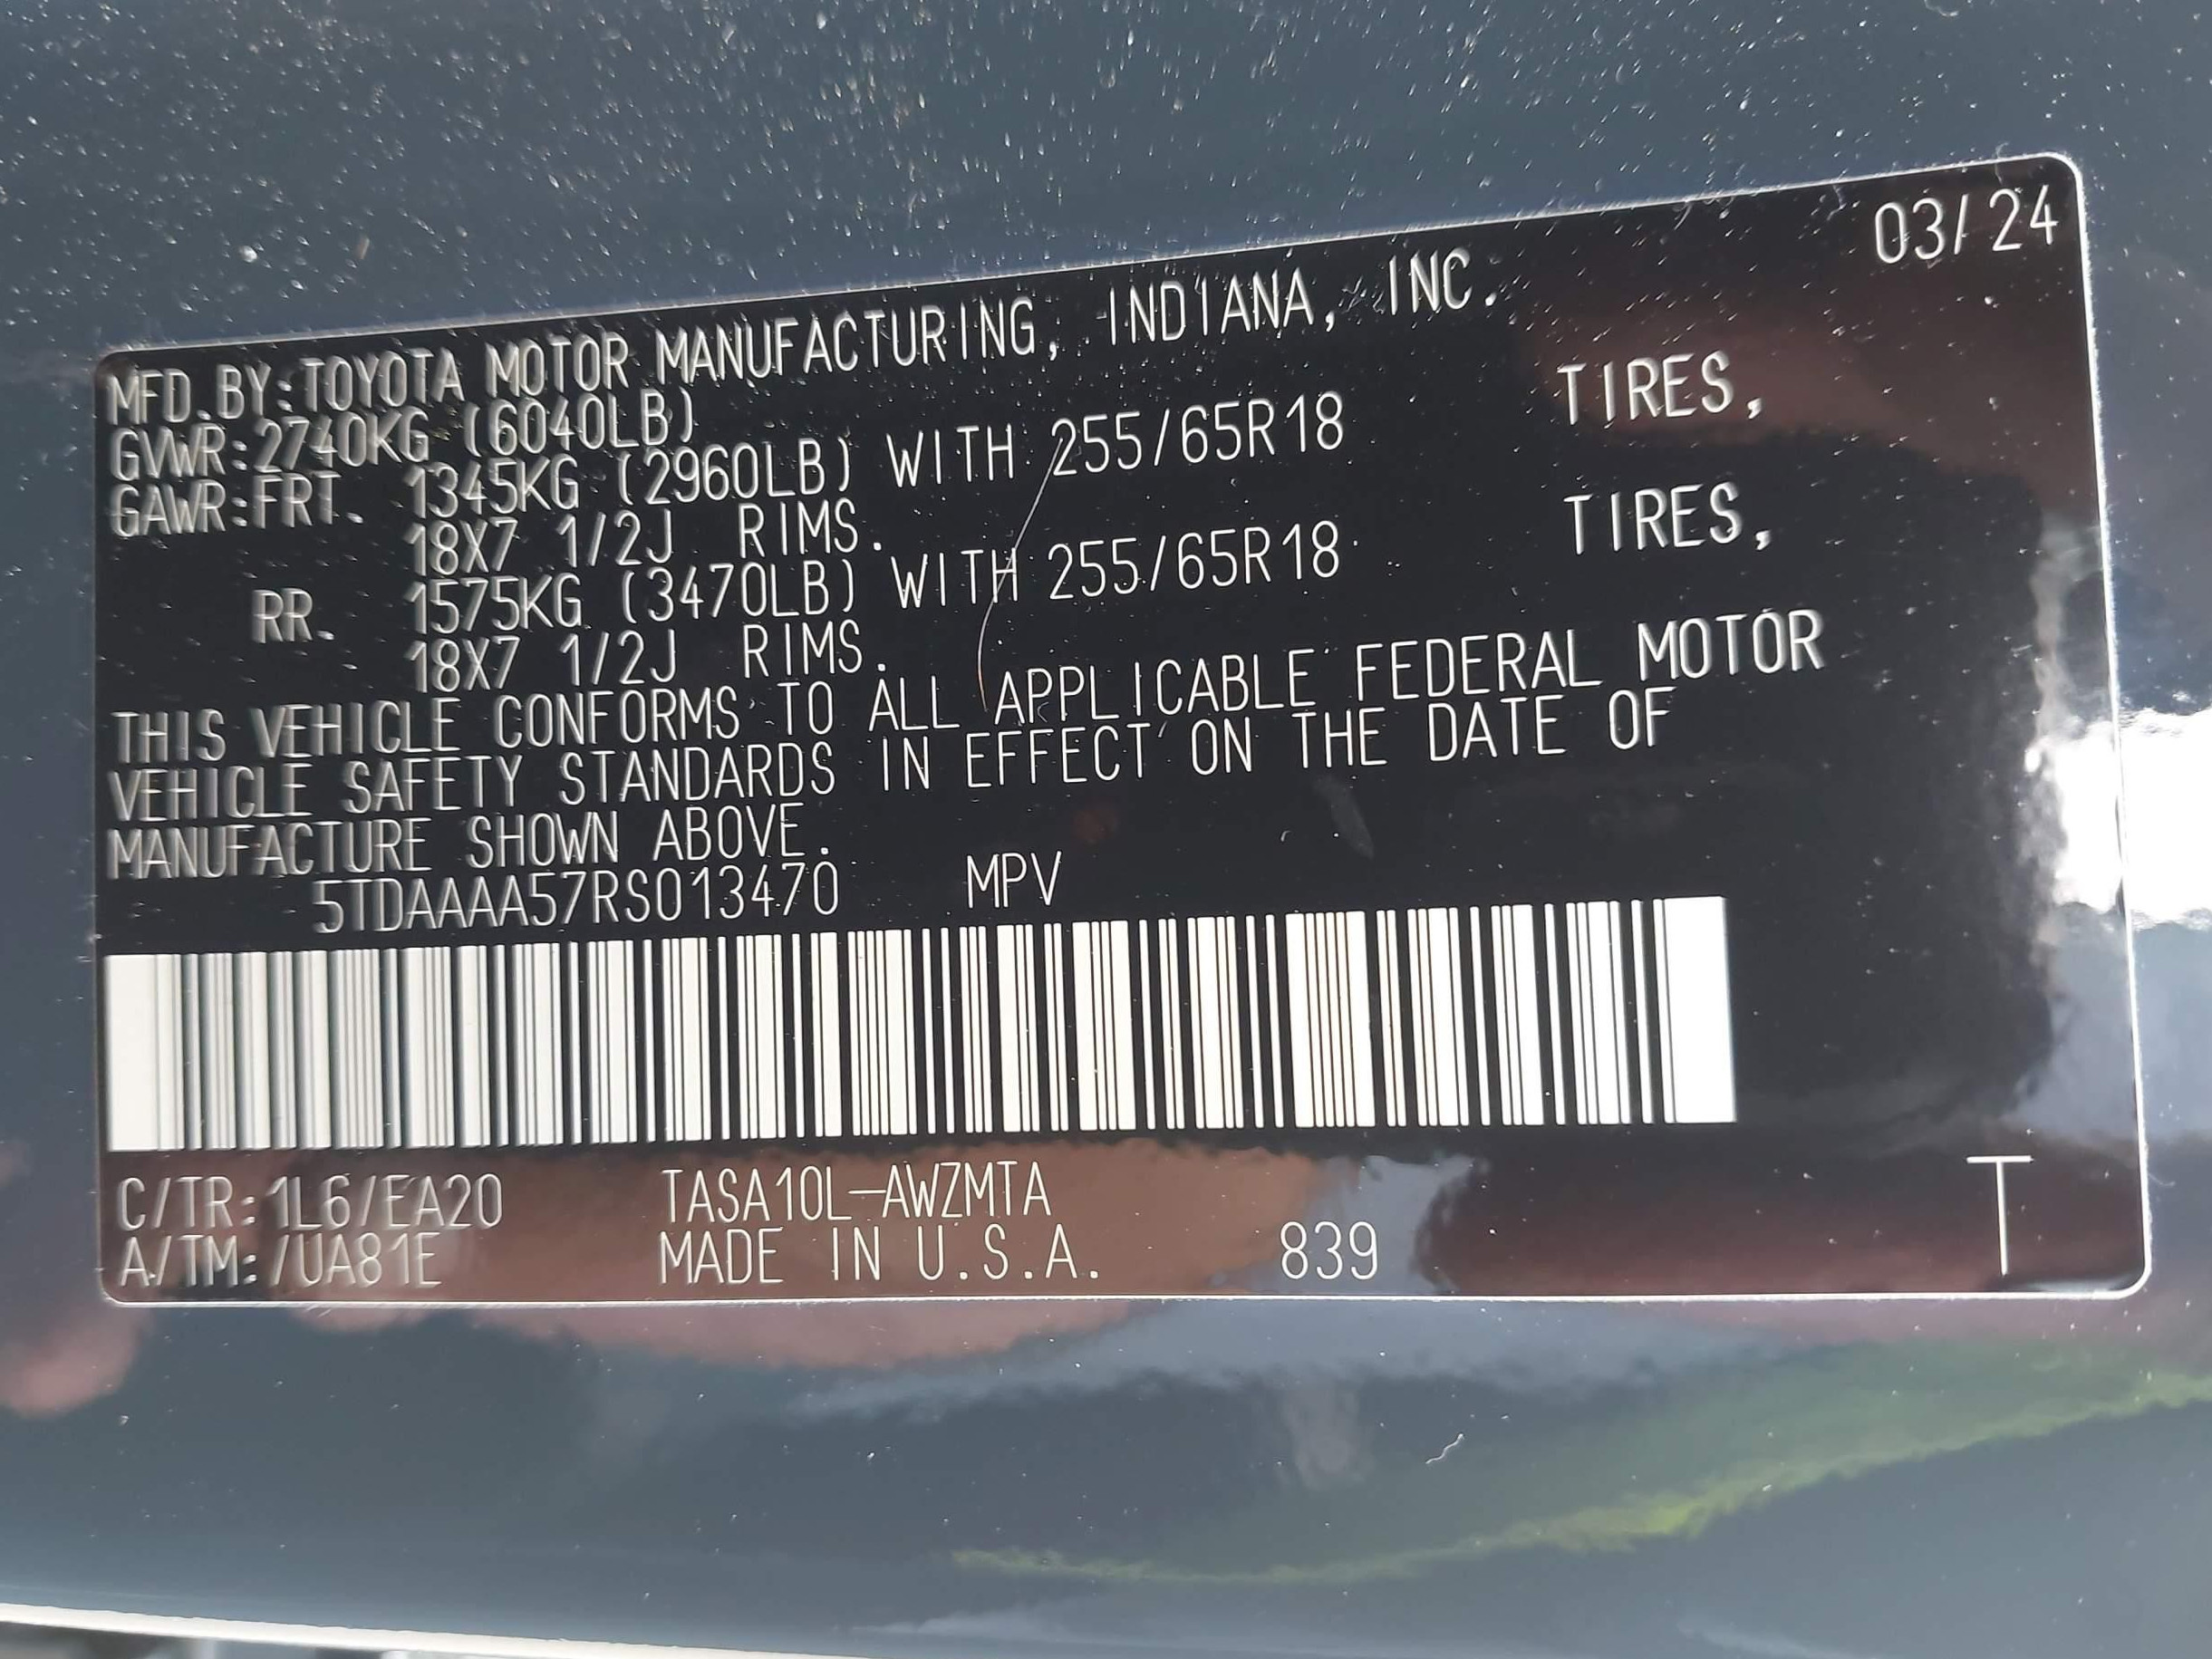 03/24
MFD.BY:TOYOTA MOTOR MANUFACTURING, INDIANA, INC.
GVWR:2740KG (6040LB)
GAWR:FRT. 1345KG (2960LB) WITH 255/65R18 TIRES,
18X7 1/2J RIMS.
RR. 1575KG (3470LB) WITH 255/65R18 TIRES,
18X7 1/2J RIMS.
THIS VEHICLE CONFORMS TO ALL APPLICABLE FEDERAL MOTOR
VEHICLE SAFETY STANDARDS IN EFFECT ON THE DATE OF
MANUFACTURE SHOWN ABOVE.
5TDAAAA57RS013470 MPV
C/TR:1L6/EA20 TASA10L-AWZMTA
A/TM:/UA81E MADE IN U.S.A. 839 T